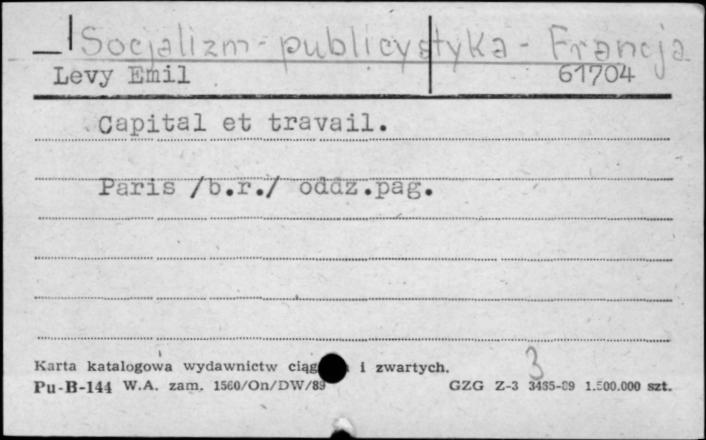 Socjalizm - publicystyka - Francja
Levy Emil 61704
Capital et travail.
Paris /b.r./ oddz.pag.
3
Karta katalogowa wydawnictw ciąg i zwartych.
Pu-B-144 W.A. zam. 1560/On/DW/89 GZG Z-3 3485-89 1.500.000 szt.